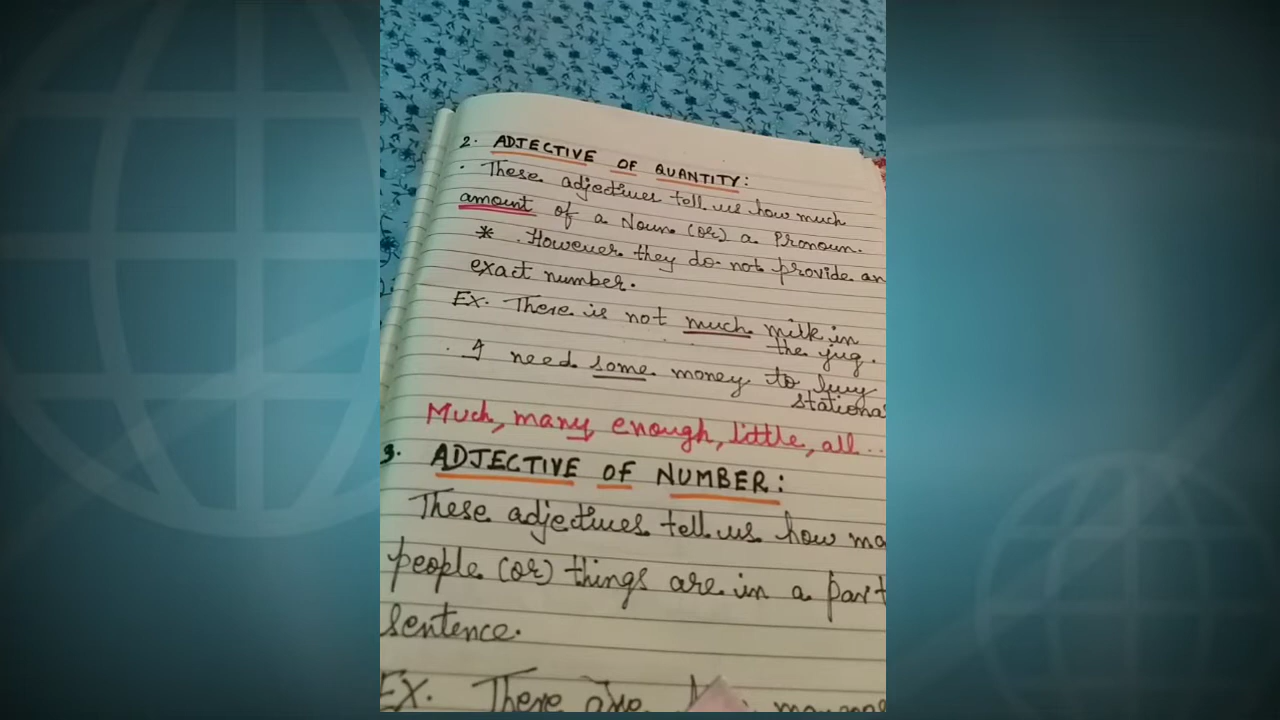 2. ADJECTIVE OF QUANTITY:
. These adjectives tell us how much
amount of a Noun (or) a Pronoun.
* . However they do not provide an
exact number.
Ex. There is not much milk in
the jug.
. I need some money to buy
stationa
Much, many enough, little, all ..
3. ADJECTIVE OF NUMBER:
These adjectives tell us how ma
people (or) things are in a part
sentence.
Ex. There are